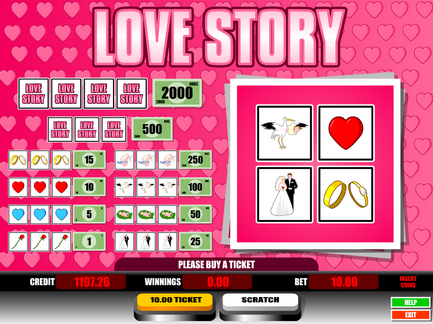 LOVE STORY
LOVE STORY LOVE STORY LOVE STORY LOVE STORY 2000
LOVE STORY LOVE STORY LOVE STORY 500
15 250
10 100
5 50
1 25
PLEASE BUY A TICKET
CREDIT 1197.26 WINNINGS 0.00 BET 10.00 INSERT COINS
10.00 TICKET SCRATCH HELP
EXIT